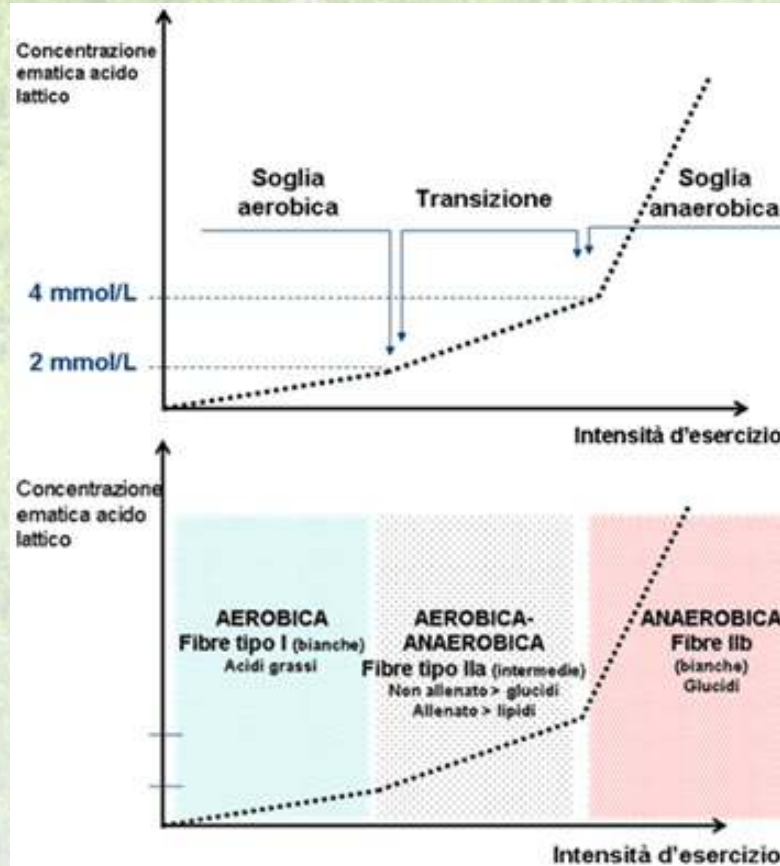 Concentrazione
ematica acido
lattico
Soglia
aerobica
Transizione
Soglia
anaerobica
4 mmol/L
2 mmol/L
Intensità d'esercizio
Concentrazione
ematica acido
lattico
AEROBICA
Fibre tipo I (bianche)
Acidi grassi
AEROBICA-
ANAEROBICA
Fibre tipo IIa (intermedie)
Non allenato > glucidi
Allenato > lipidi
ANAEROBICA
Fibre IIb
(bianche)
Glucidi
Intensità d'esercizio